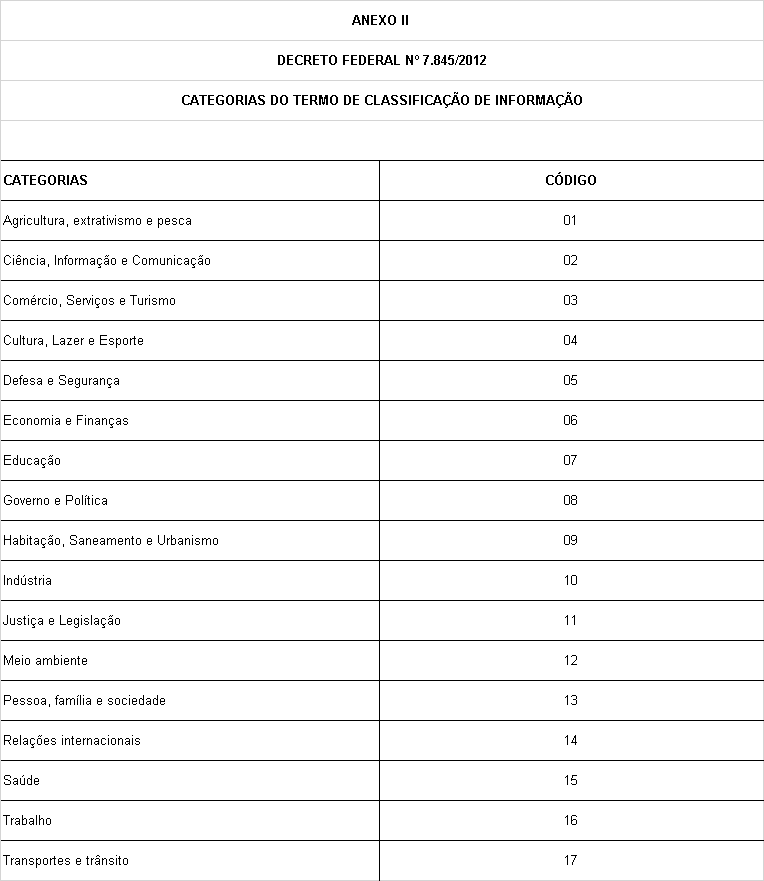 ANEXO II
DECRETO FEDERAL Nº 7.845/2012
CATEGORIAS DO TERMO DE CLASSIFICAÇÃO DE INFORMAÇÃO
CATEGORIAS CÓDIGO
Agricultura, extrativismo e pesca 01
Ciência, Informação e Comunicação 02
Comércio, Serviços e Turismo 03
Cultura, Lazer e Esporte 04
Defesa e Segurança 05
Economia e Finanças 06
Educação 07
Governo e Política 08
Habitação, Saneamento e Urbanismo 09
Indústria 10
Justiça e Legislação 11
Meio ambiente 12
Pessoa, família e sociedade 13
Relações internacionais 14
Saúde 15
Trabalho 16
Transportes e trânsito 17